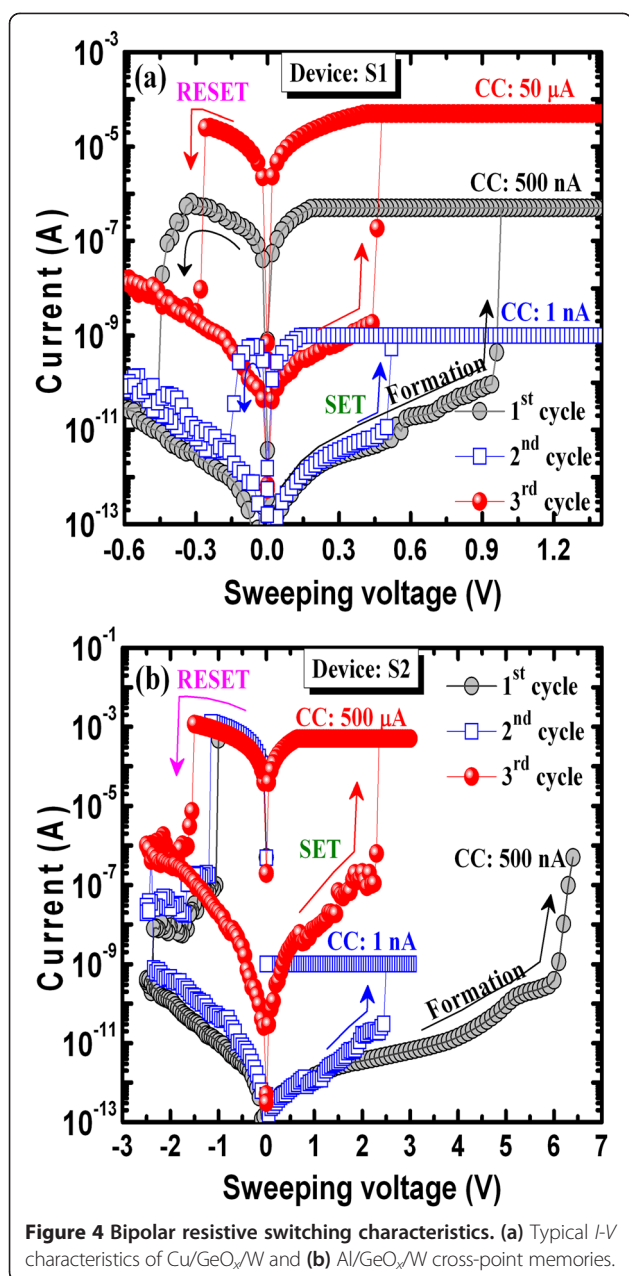 (a)
Device: S1
RESET
CC: 50 µA
CC: 500 nA
CC: 1 nA
Formation
SET
1st cycle
2nd cycle
3rd cycle
Current (A)
10-3
10-5
10-7
10-9
10-11
10-13
-0.6 -0.3 0.0 0.3 0.6 0.9 1.2
Sweeping voltage (V)
(b)
Device: S2
RESET
1st cycle
2nd cycle
3rd cycle
CC: 500 µA
SET
CC: 500 nA
CC: 1 nA
Formation
Current (A)
10-1
10-3
10-5
10-7
10-9
10-11
10-13
-3 -2 -1 0 1 2 3 4 5 6 7
Sweeping voltage (V)
Figure 4 Bipolar resistive switching characteristics. (a) Typical I-V
characteristics of Cu/GeOx/W and (b) Al/GeOx/W cross-point memories.